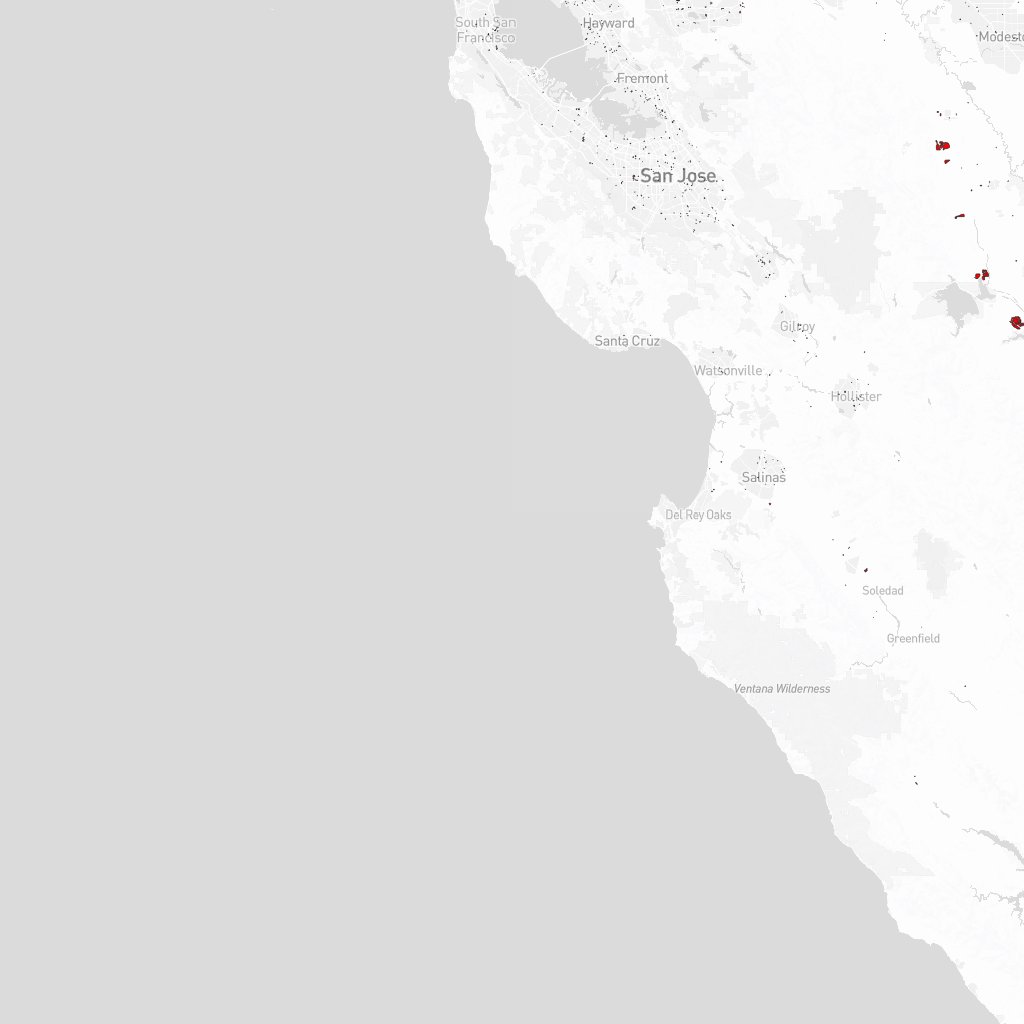 South San
Francisco
Hayward
Modesto
Fremont
San Jose
Gilroy
Santa Cruz
Watsonville
Hollister
Salinas
Del Rey Oaks
Soledad
Greenfield
Ventana Wilderness